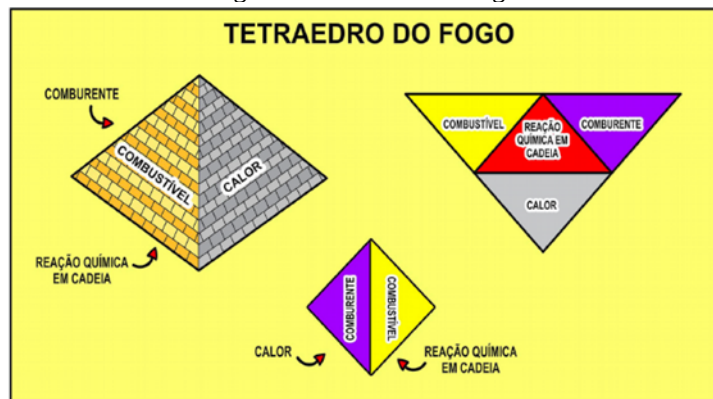 TETRAEDRO DO FOGO
COMBURENTE
COMBUSTÍVEL
CALOR
REAÇÃO QUÍMICA
EM CADEIA
COMBUSTÍVEL
REAÇÃO
QUÍMICA EM
CADEIA
COMBURENTE
CALOR
COMBURENTE
COMBUSTÍVEL
CALOR
REAÇÃO QUÍMICA
EM CADEIA